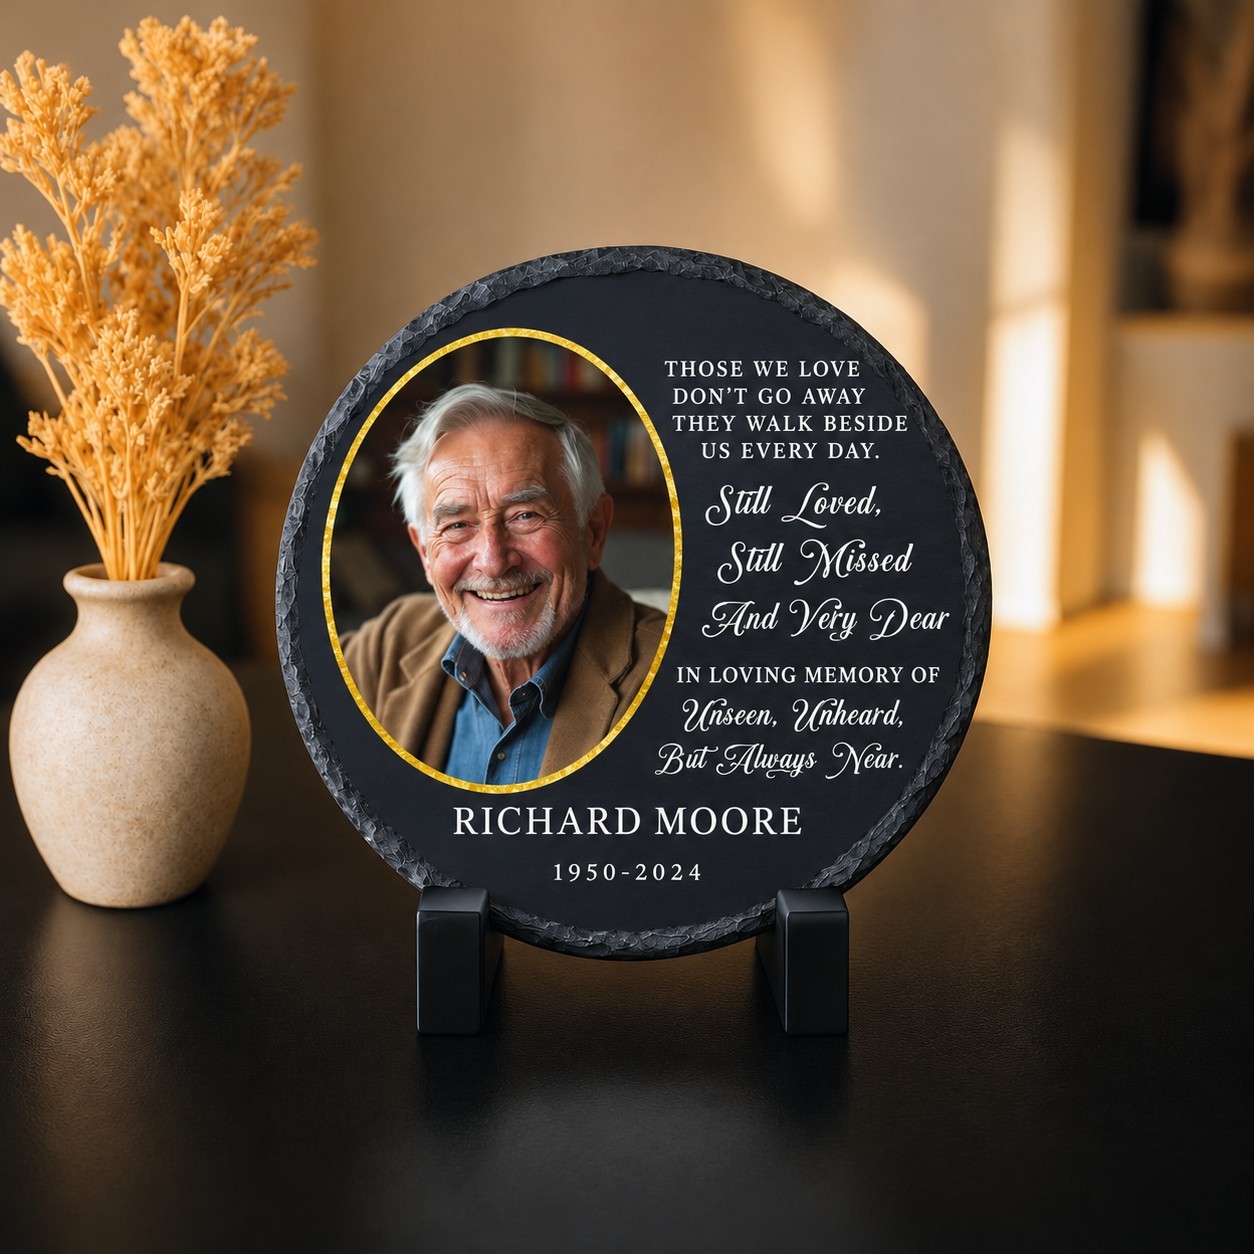 THOSE WE LOVE
DON'T GO AWAY
THEY WALK BESIDE
US EVERY DAY.
Still Loved,
Still Missed
And Very Dear
IN LOVING MEMORY OF
Unseen, Unheard,
But Always Near.
RICHARD MOORE
1950-2024